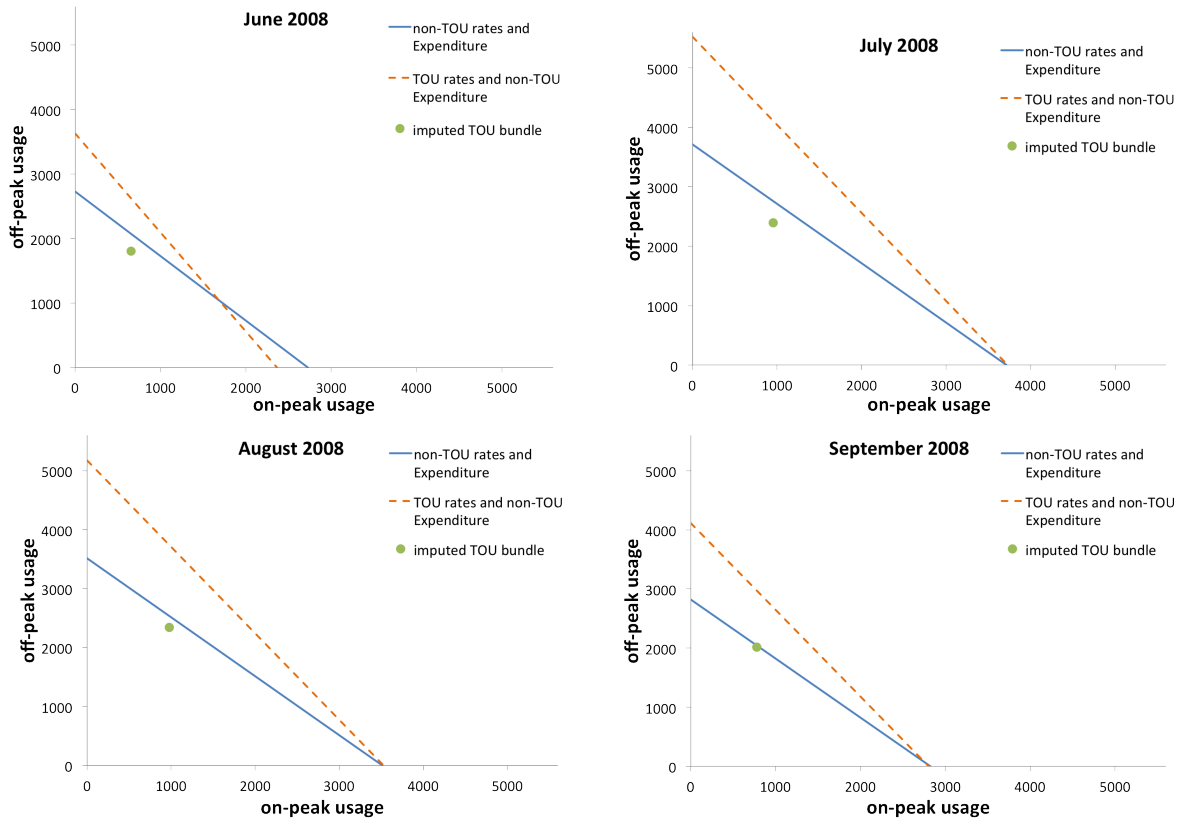 June 2008
non-TOU rates and
Expenditure
TOU rates and non-TOU
Expenditure
imputed TOU bundle
off-peak usage
5000
4000
3000
2000
1000
0
0 1000 2000 3000 4000 5000
on-peak usage
July 2008
non-TOU rates and
Expenditure
TOU rates and non-TOU
Expenditure
imputed TOU bundle
off-peak usage
5000
4000
3000
2000
1000
0
0 1000 2000 3000 4000 5000
on-peak usage
August 2008
non-TOU rates and
Expenditure
TOU rates and non-TOU
Expenditure
imputed TOU bundle
off-peak usage
5000
4000
3000
2000
1000
0
0 1000 2000 3000 4000 5000
on-peak usage
September 2008
non-TOU rates and
Expenditure
TOU rates and non-TOU
Expenditure
imputed TOU bundle
off-peak usage
5000
4000
3000
2000
1000
0
0 1000 2000 3000 4000 5000
on-peak usage